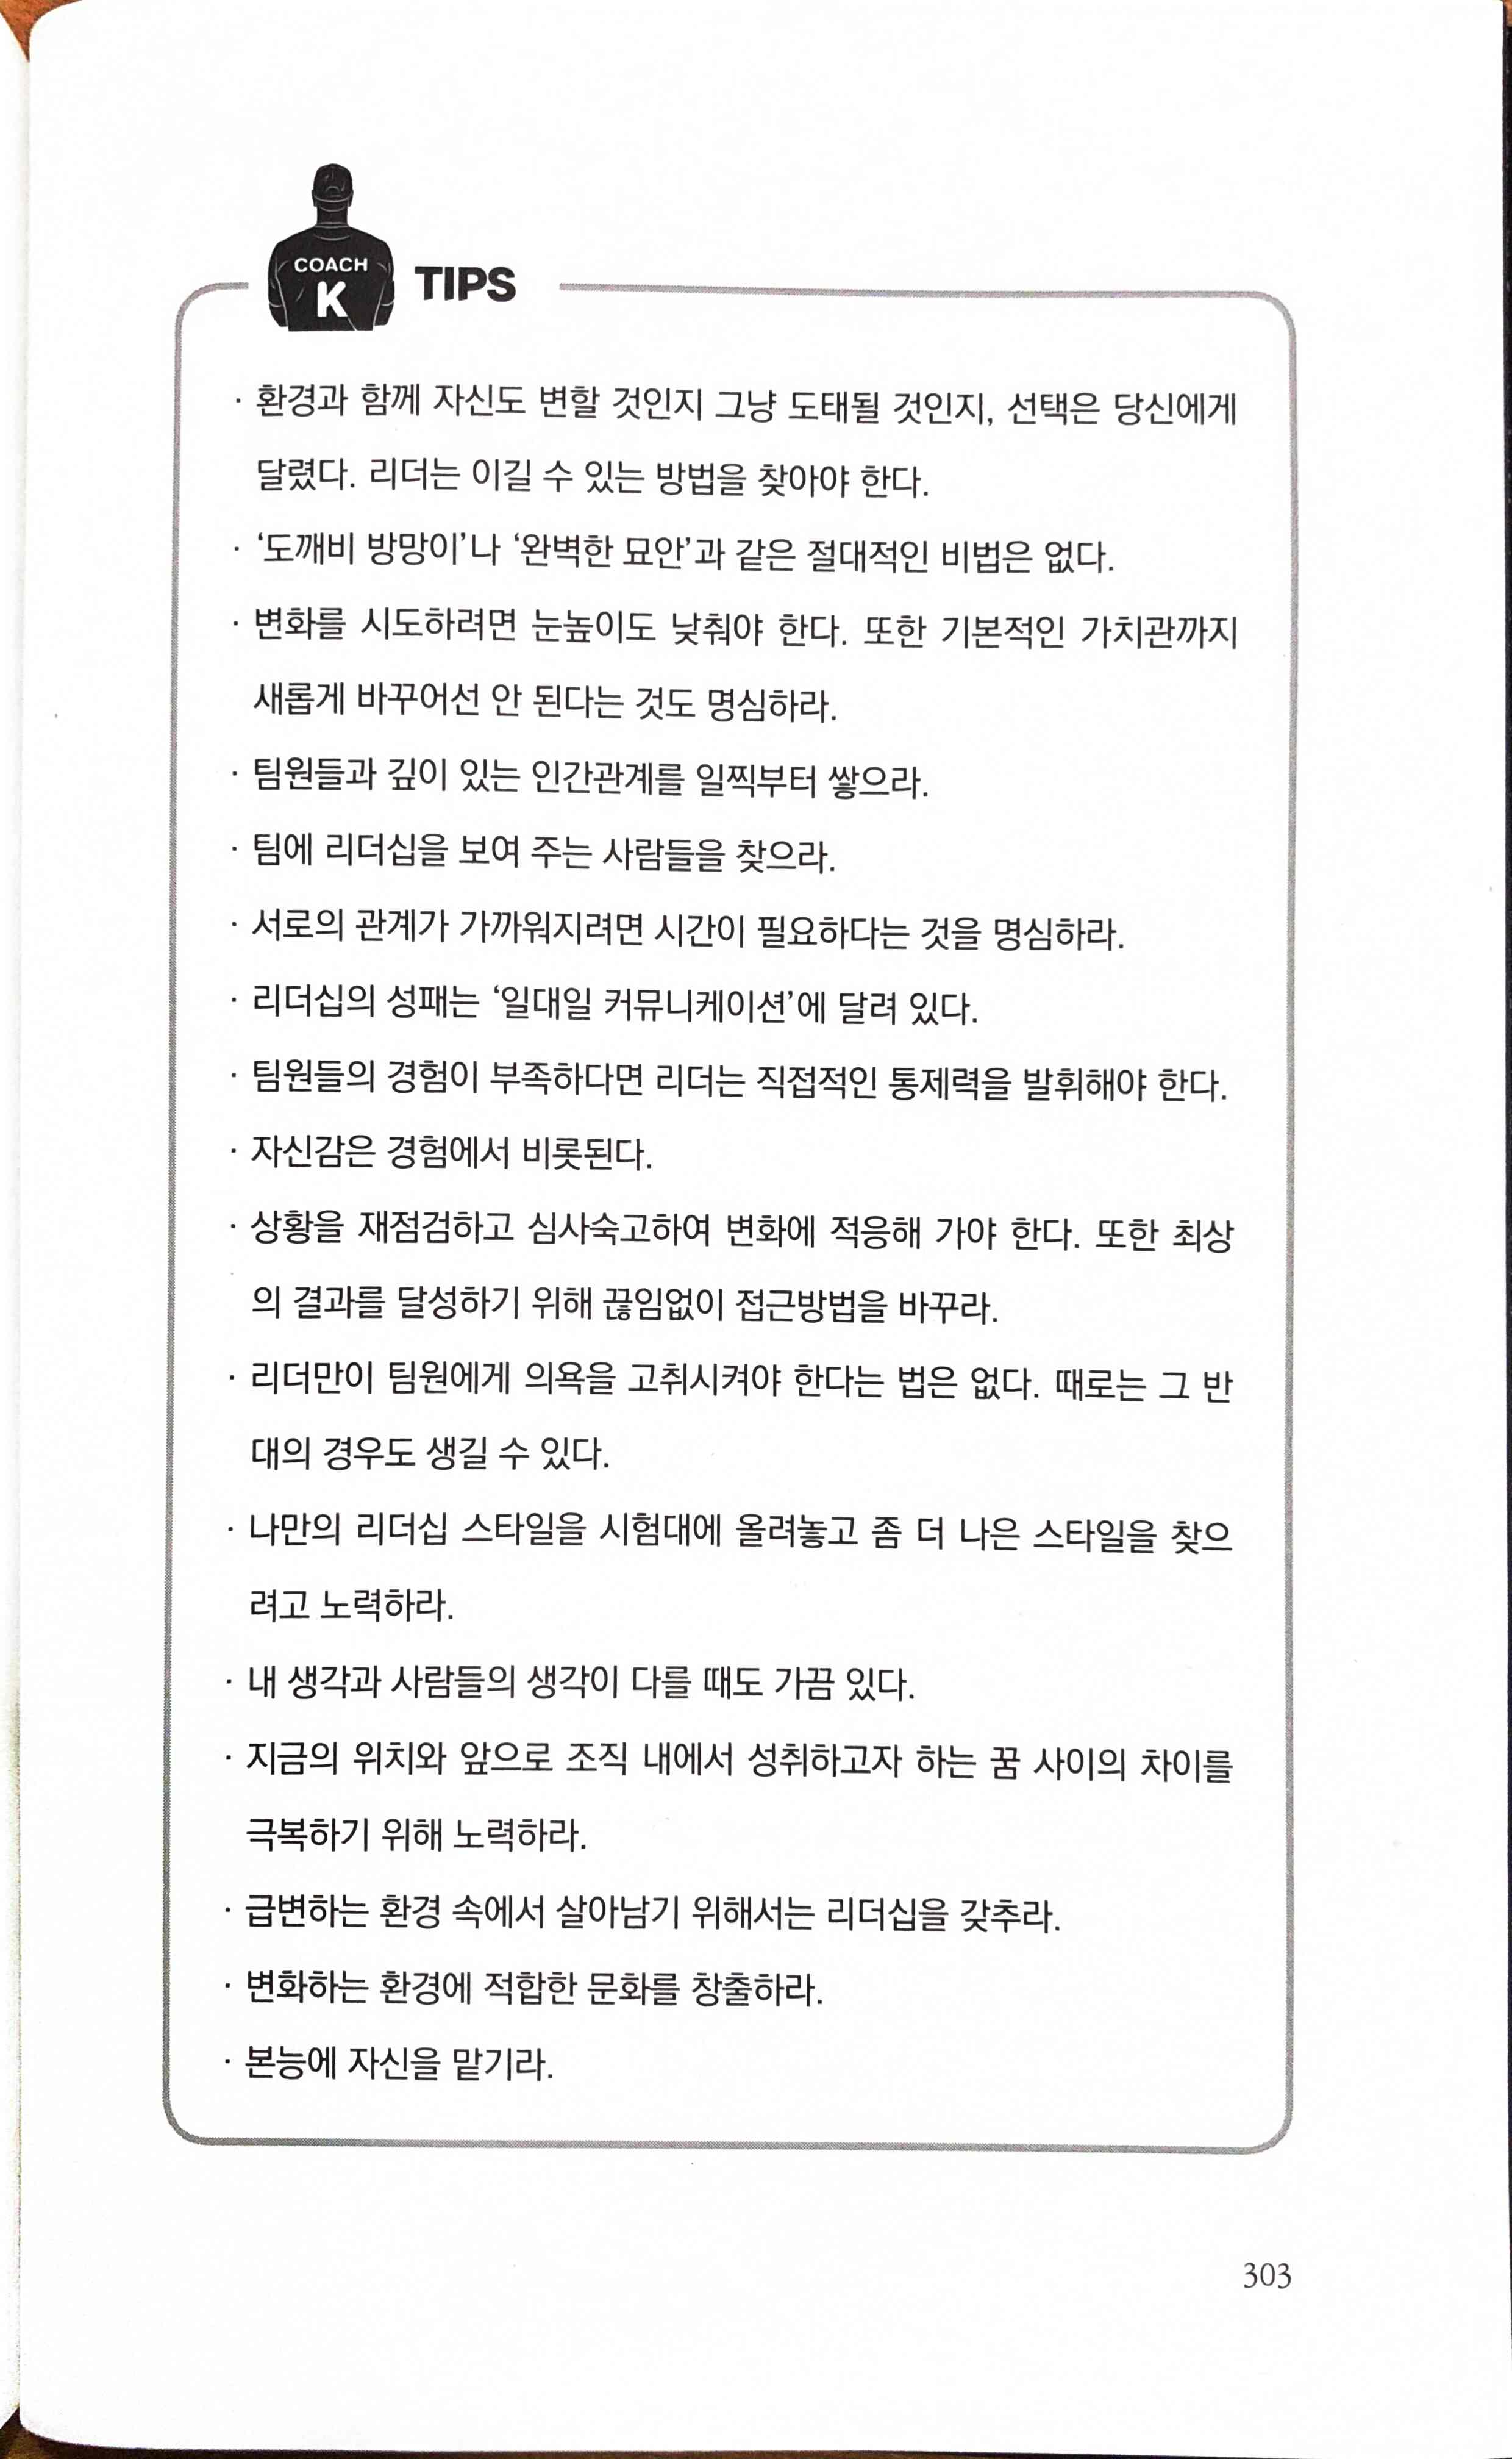 COACH
K
TIPS
· 환경과 함께 자신도 변할 것인지 그냥 도태될 것인지, 선택은 당신에게
달렸다. 리더는 이길 수 있는 방법을 찾아야 한다.
· ‘도깨비 방망이’나 ‘완벽한 묘안’과 같은 절대적인 비법은 없다.
· 변화를 시도하려면 눈높이도 낮춰야 한다. 또한 기본적인 가치관까지
새롭게 바꾸어선 안 된다는 것도 명심하라.
· 팀원들과 깊이 있는 인간관계를 일찍부터 쌓으라.
· 팀에 리더십을 보여 주는 사람들을 찾으라.
· 서로의 관계가 가까워지려면 시간이 필요하다는 것을 명심하라.
· 리더십의 성패는 ‘일대일 커뮤니케이션’에 달려 있다.
· 팀원들의 경험이 부족하다면 리더는 직접적인 통제력을 발휘해야 한다.
· 자신감은 경험에서 비롯된다.
· 상황을 재점검하고 심사숙고하여 변화에 적응해 가야 한다. 또한 최상
의 결과를 달성하기 위해 끊임없이 접근방법을 바꾸라.
· 리더만이 팀원에게 의욕을 고취시켜야 한다는 법은 없다. 때로는 그 반
대의 경우도 생길 수 있다.
· 나만의 리더십 스타일을 시험대에 올려놓고 좀 더 나은 스타일을 찾으
려고 노력하라.
· 내 생각과 사람들의 생각이 다를 때도 가끔 있다.
· 지금의 위치와 앞으로 조직 내에서 성취하고자 하는 꿈 사이의 차이를
극복하기 위해 노력하라.
· 급변하는 환경 속에서 살아남기 위해서는 리더십을 갖추라.
· 변화하는 환경에 적합한 문화를 창출하라.
· 본능에 자신을 맡기라.
303